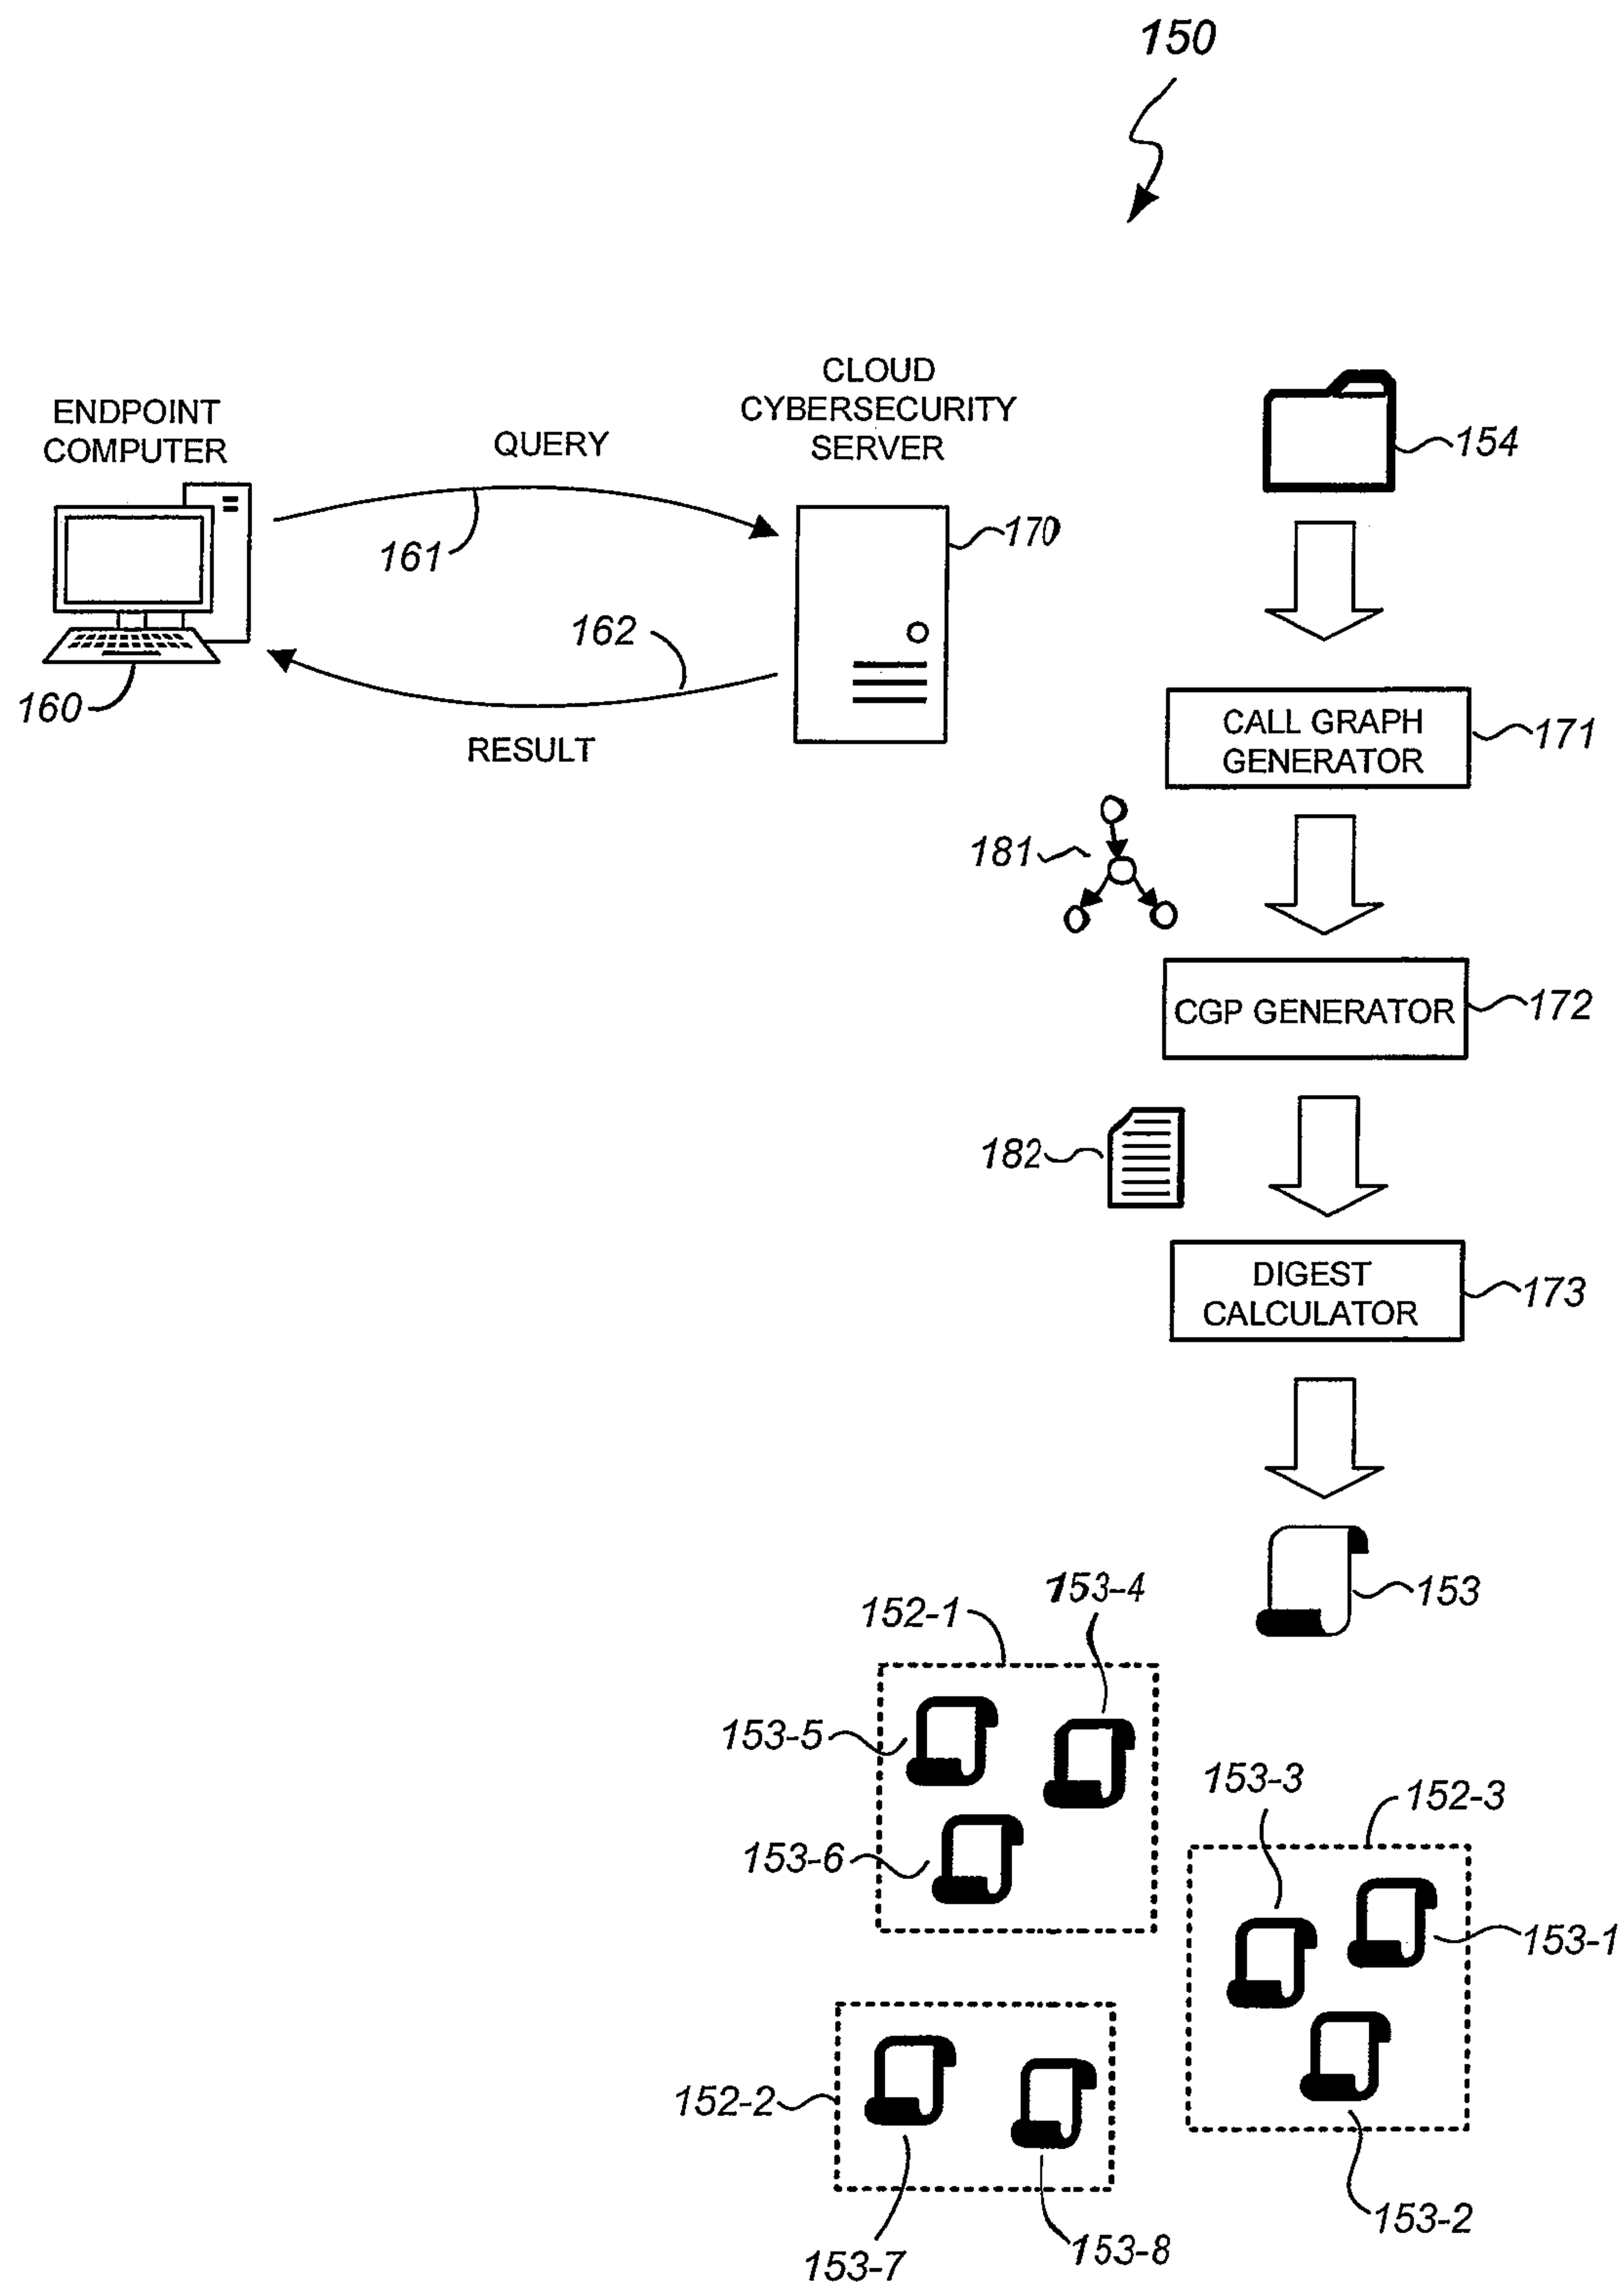 150
CLOUD
CYBERSECURITY
SERVER
ENDPOINT
COMPUTER
QUERY
154
161
170
162
160
RESULT
CALL GRAPH
GENERATOR
171
181
CGP GENERATOR
172
182
DIGEST
CALCULATOR
173
153
153-4
152-1
153-5
153-3
152-3
153-6
153-1
152-2
153-2
153-8
153-7